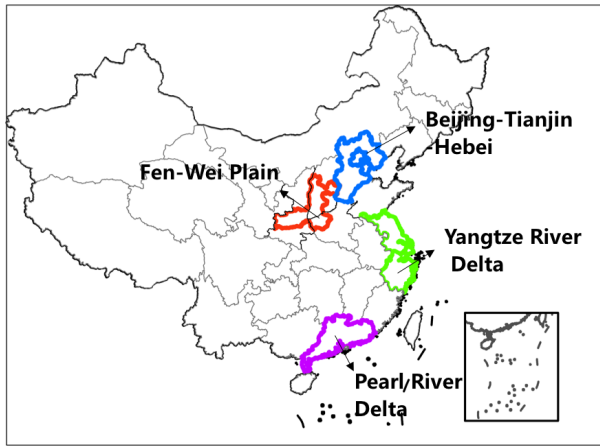 Beijing-Tianjin
Hebei
Fen-Wei Plain
Yangtze River
Delta
Pearl River
Delta